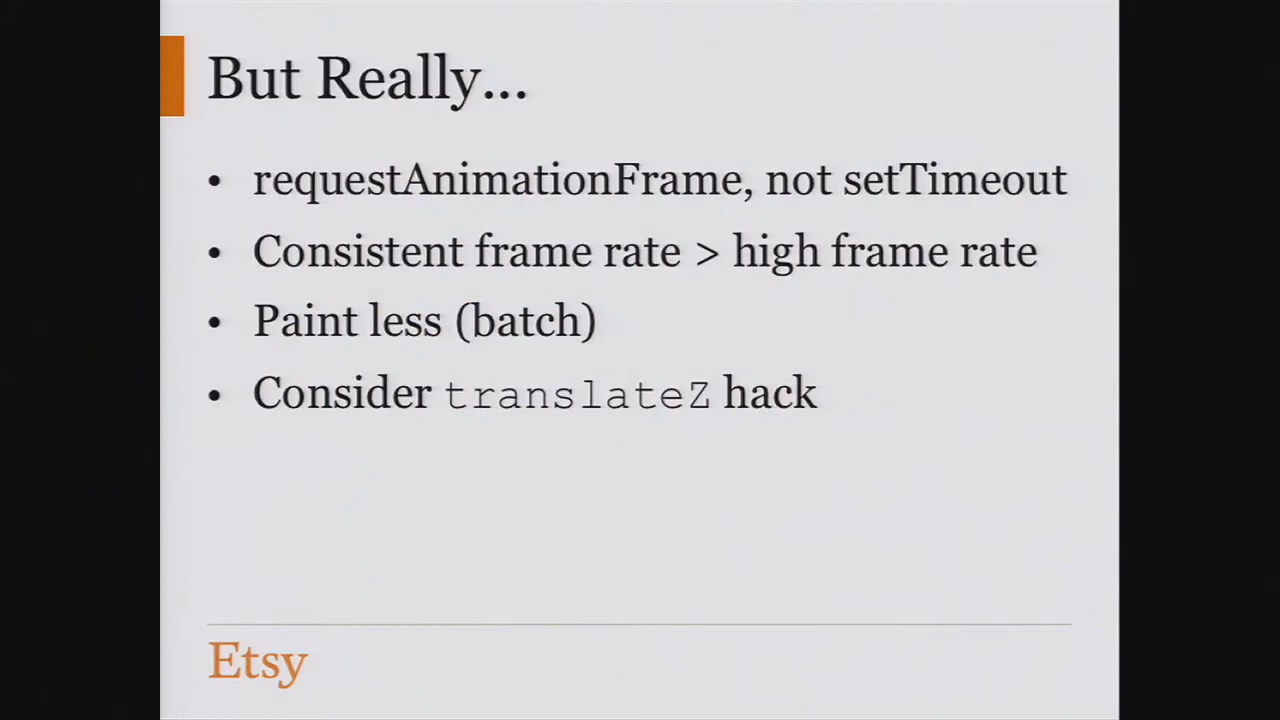 But Really...
• requestAnimationFrame, not setTimeout
• Consistent frame rate > high frame rate
• Paint less (batch)
• Consider translateZ hack
Etsy